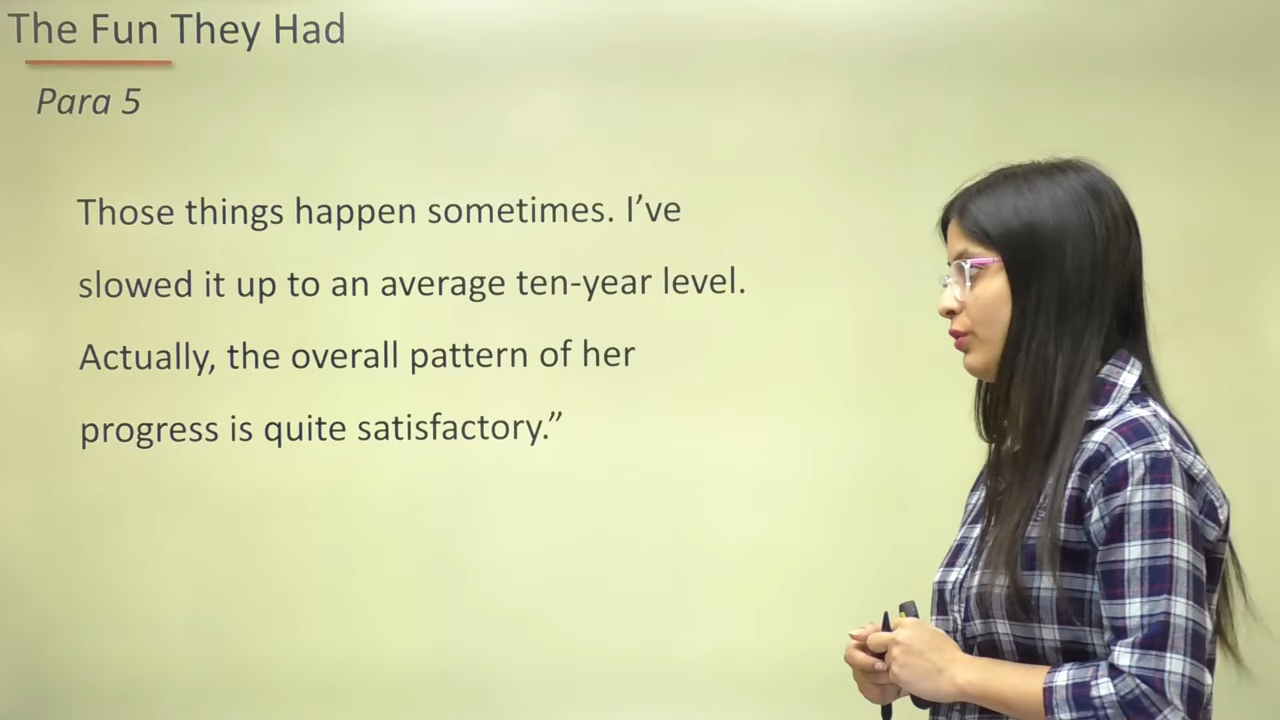 The Fun They Had
Para 5
Those things happen sometimes. I’ve
slowed it up to an average ten-year level.
Actually, the overall pattern of her
progress is quite satisfactory.”